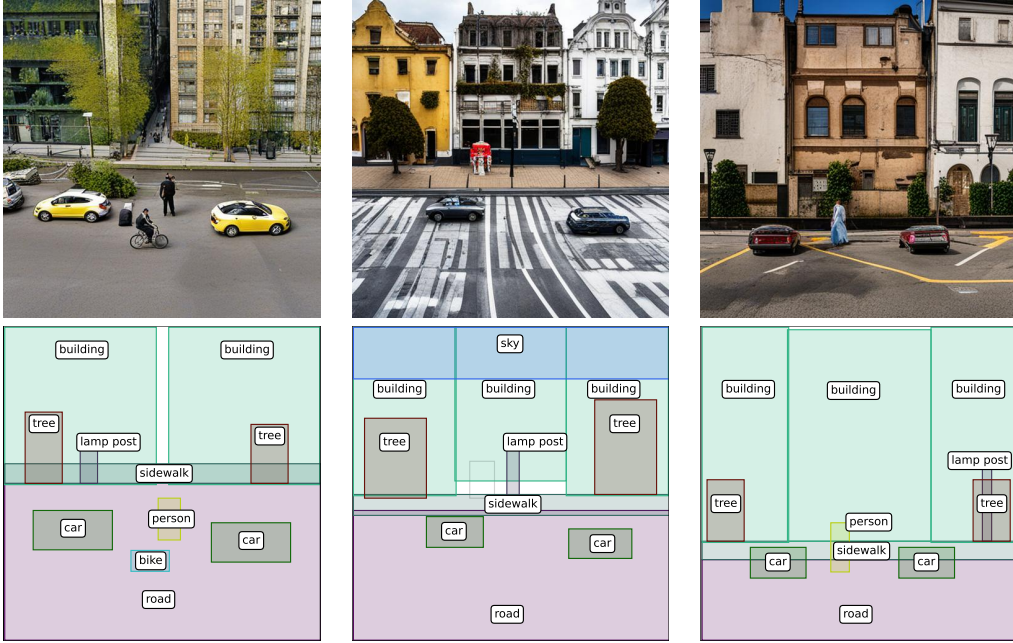 building
building
tree
tree
lamp post
sidewalk
person
car
car
bike
road
sky
building
building
building
tree
tree
lamp post
sidewalk
car
car
road
building
building
building
lamp post
tree
tree
person
sidewalk
car
car
road